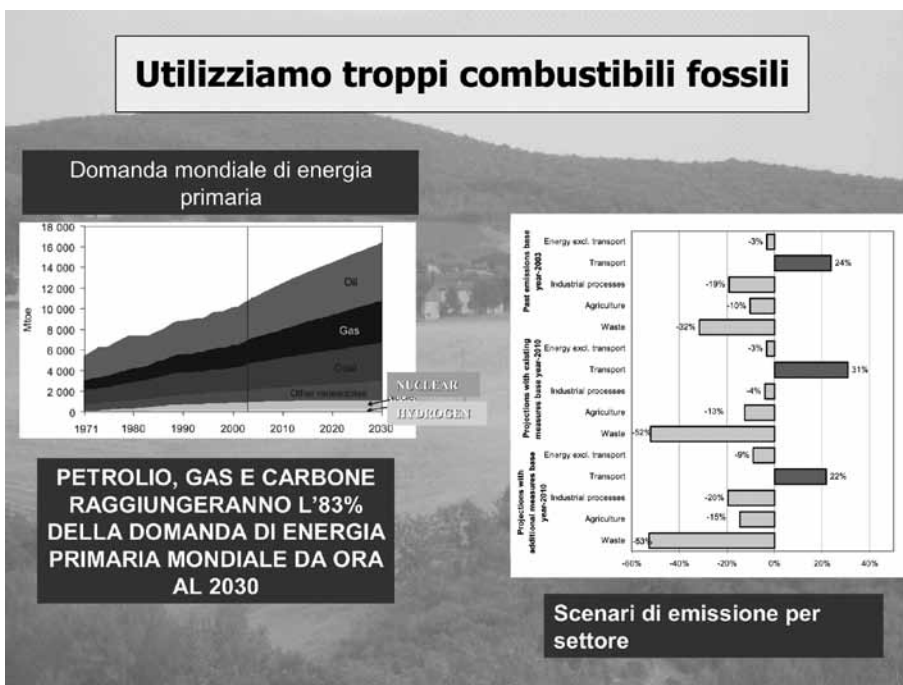 Utilizziamo troppi combustibili fossili
Domanda mondiale di energia
primaria
18 000
16 000
14 000
12 000
10 000
8 000
6 000
4 000
2 000
0
Mtoe
Oil
Gas
Coal
Other renewables
NUCLEAR
HYDROGEN
1971
1980
1990
2000
2010
2020
2030
PETROLIO, GAS E CARBONE
RAGGIUNGERANNO L'83%
DELLA DOMANDA DI ENERGIA
PRIMARIA MONDIALE DA ORA
AL 2030
Past emissions base
year-2003
Energy excl. transport -3%
Transport 24%
Industrial processes -19%
Agriculture -10%
Waste -32%
Projections with existing
measures base year-2010
Energy excl. transport -3%
Transport 31%
Industrial processes -4%
Agriculture -13%
Waste -52%
Projections with
additional measures base
year-2010
Energy excl. transport -9%
Transport 22%
Industrial processes -20%
Agriculture -15%
Waste -53%
-60% -40% -20% 0% 20% 40%
Scenari di emissione per
settore